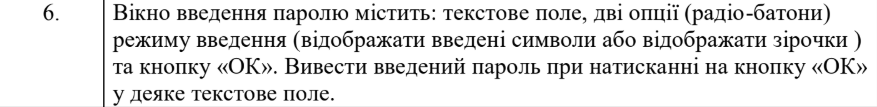 6. Вікно введення паролю містить: текстове поле, дві опції (радіо-батони)
режиму введення (відображати введені символи або відображати зірочки )
та кнопку «ОК». Вивести введений пароль при натисканні на кнопку «ОК»
у деяке текстове поле.